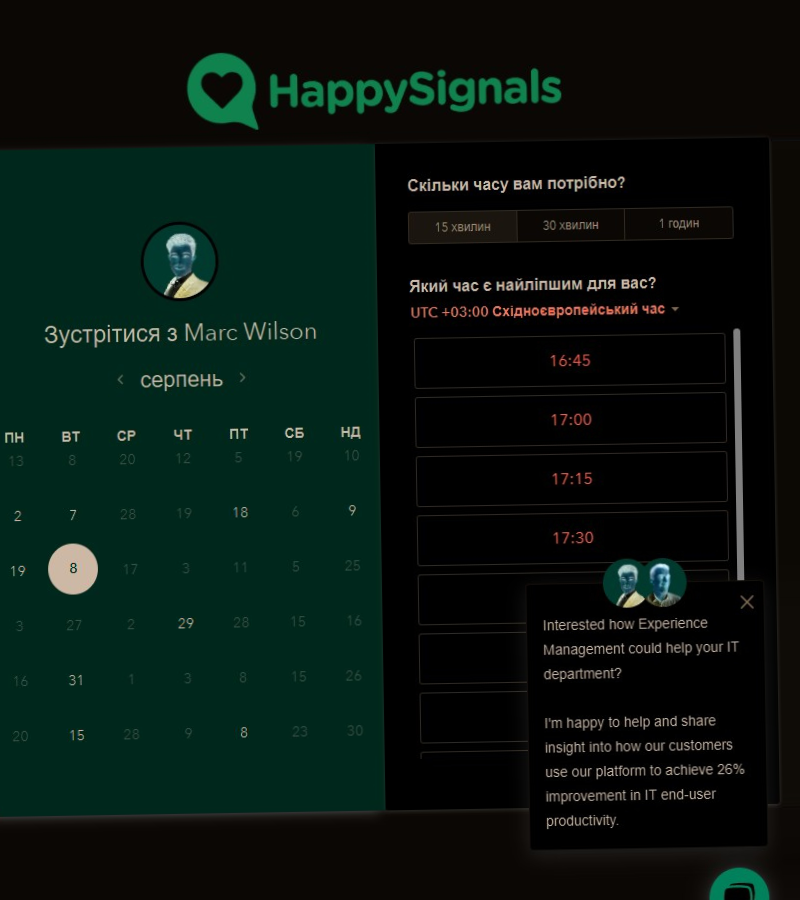 HappySignals
Зустрітися з Marc Wilson
серпень
ПН ВТ СР ЧТ ПТ СБ НД
13 8 20 12 5 19 10
2 7 28 19 18 6 9
19 8 17 3 11 5 25
3 27 2 29 28 15 16
16 31 1 3 8 15 26
20 15 28 9 8 23 30
Скільки часу вам потрібно?
15 хвилин 30 хвилин 1 годин
Який час є найліпшим для вас?
UTC +03:00 Східноєвропейський час
16:45
17:00
17:15
17:30
Interested how Experience
Management could help your IT
department?
I'm happy to help and share
insight into how our customers
use our platform to achieve 26%
improvement in IT end-user
productivity.